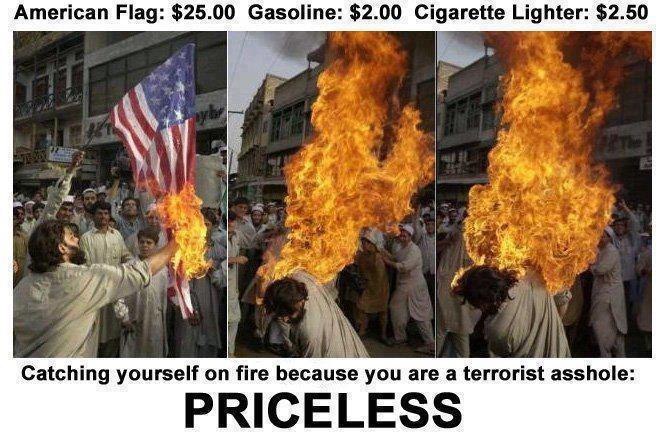 American Flag: $25.00  Gasoline: $2.00  Cigarette Lighter: $2.50
Catching yourself on fire because you are a terrorist asshole:
PRICELESS